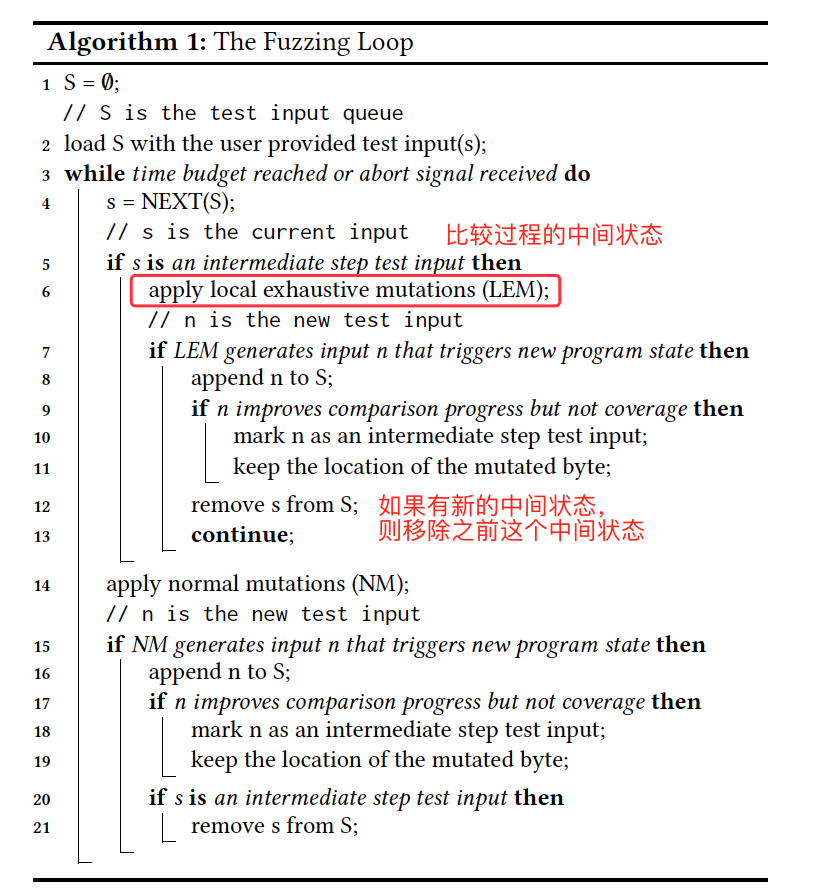 Algorithm 1: The Fuzzing Loop
1 S = ∅;
// S is the test input queue
2 load S with the user provided test input(s);
3 while time budget reached or abort signal received do
4 s = NEXT(S);
// s is the current input 比较过程的中间状态
5 if s is an intermediate step test input then
6 apply local exhaustive mutations (LEM);
// n is the new test input
7 if LEM generates input n that triggers new program state then
8 append n to S;
9 if n improves comparison progress but not coverage then
10 mark n as an intermediate step test input;
11 keep the location of the mutated byte;
12 remove s from S; 如果有新的中间状态,
13 continue; 则移除之前这个中间状态
14 apply normal mutations (NM);
// n is the new test input
15 if NM generates input n that triggers new program state then
16 append n to S;
17 if n improves comparison progress but not coverage then
18 mark n as an intermediate step test input;
19 keep the location of the mutated byte;
20 if s is an intermediate step test input then
21 remove s from S;